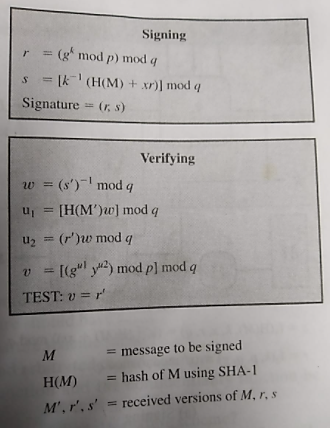 Signing
r = (g^k mod p) mod q
s = [k^-1 (H(M) + xr)] mod q
Signature = (r, s)
Verifying
w = (s')^-1 mod q
u₁ = [H(M')w] mod q
u₂ = (r')w mod q
v = [(g^u1 y^u2) mod p] mod q
TEST: v = r'
M = message to be signed
H(M) = hash of M using SHA-1
M', r', s' = received versions of M, r, s